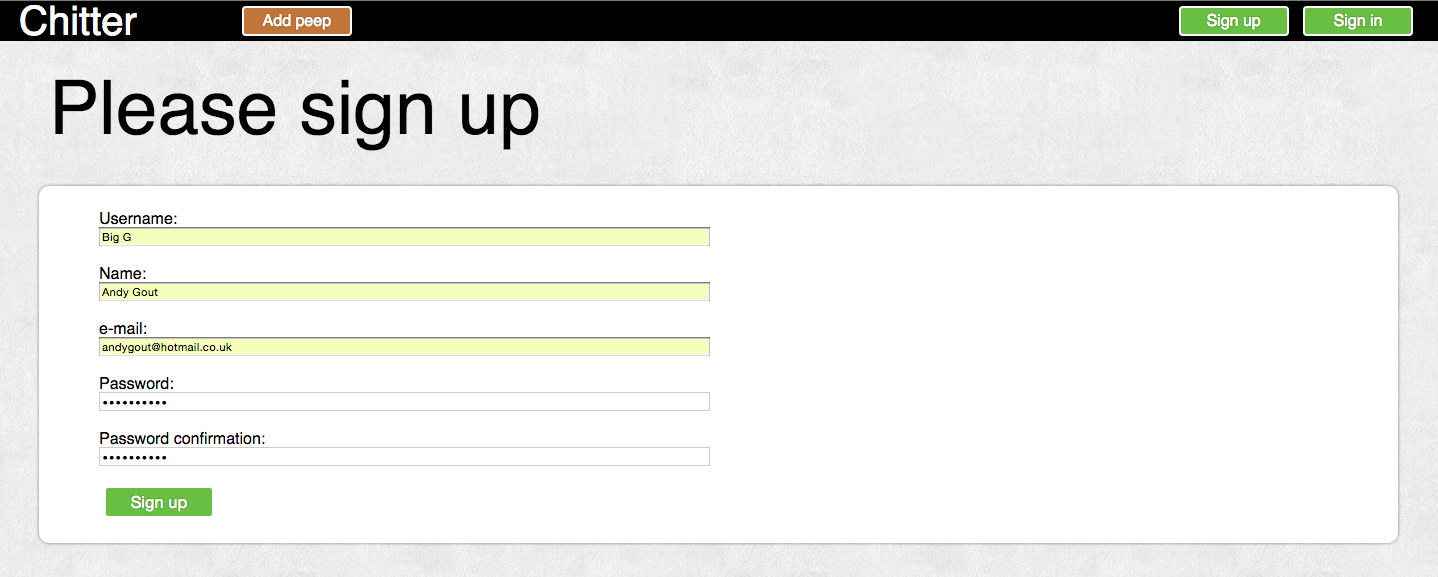 Chitter Add peep Sign up Sign in
Please sign up
Username:
Big G
Name:
Andy Gout
e-mail:
andygout@hotmail.co.uk
Password:
••••••••••
Password confirmation:
••••••••••
Sign up